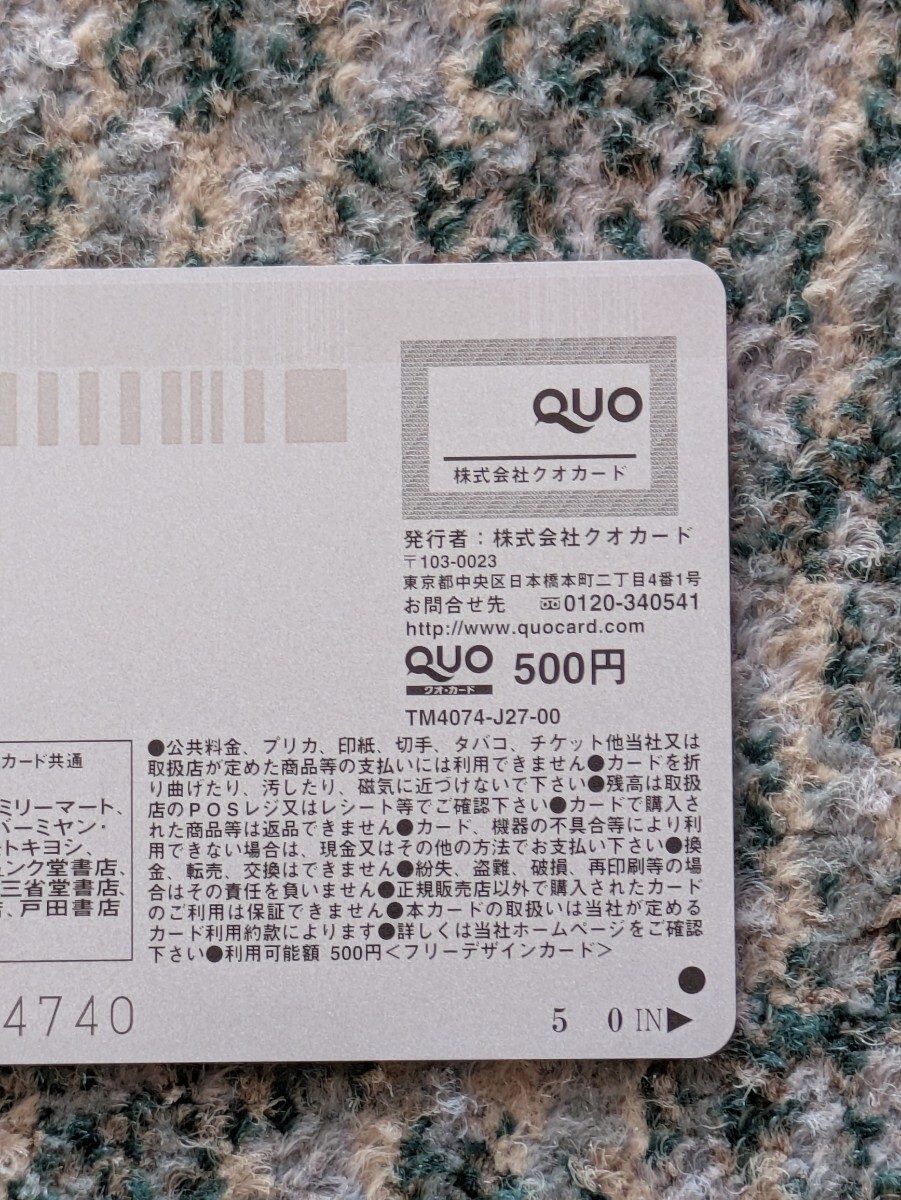 QUO
株式会社クオカード
発行者：株式会社クオカード
〒103-0023
東京都中央区日本橋本町二丁目4番1号
お問合せ先 0120-340541
http://www.quocard.com
QUO 500円
クオ・カード
TM4074-J27-00
カード共通
ミリーマート、
バーミヤン・
トキヨシ、
ンク堂書店、
三省堂書店、
、戸田書店
●公共料金、プリカ、印紙、切手、タバコ、チケット他当社又は
取扱店が定めた商品等の支払いには利用できません●カードを折
り曲げたり、汚したり、磁気に近づけないで下さい●残高は取扱
店のPOSレジ又はレシート等でご確認下さい●カードで購入さ
れた商品等は返品できません●カード、機器の不具合等により利
用できない場合は、現金又はその他の方法でお支払い下さい●換
金、転売、交換はできません●紛失、盗難、破損、再印刷等の場
合はその責任を負いません●正規販売店以外で購入されたカード
のご利用は保証できません●本カードの取扱いは当社が定める
カード利用約款によります●詳しくは当社ホームページをご確認
下さい●利用可能額 500円＜フリーデザインカード＞
4740
5 0 IN▶